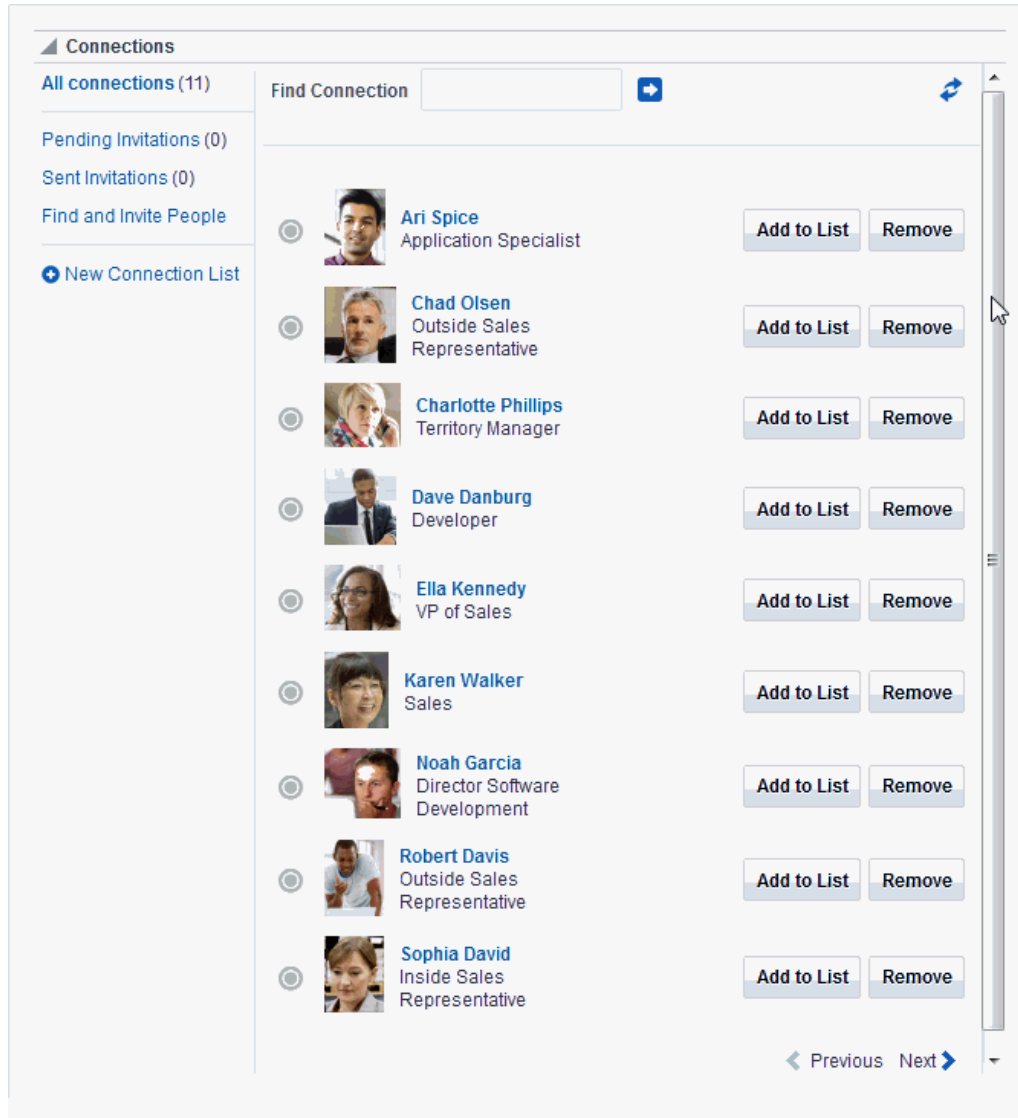 Connections
All connections (11)
Find Connection
Pending Invitations (0)
Sent Invitations (0)
Find and Invite People
New Connection List
Ari Spice
Application Specialist
Add to List
Remove
Chad Olsen
Outside Sales
Representative
Add to List
Remove
Charlotte Phillips
Territory Manager
Add to List
Remove
Dave Danburg
Developer
Add to List
Remove
Ella Kennedy
VP of Sales
Add to List
Remove
Karen Walker
Sales
Add to List
Remove
Noah Garcia
Director Software
Development
Add to List
Remove
Robert Davis
Outside Sales
Representative
Add to List
Remove
Sophia David
Inside Sales
Representative
Add to List
Remove
Previous
Next